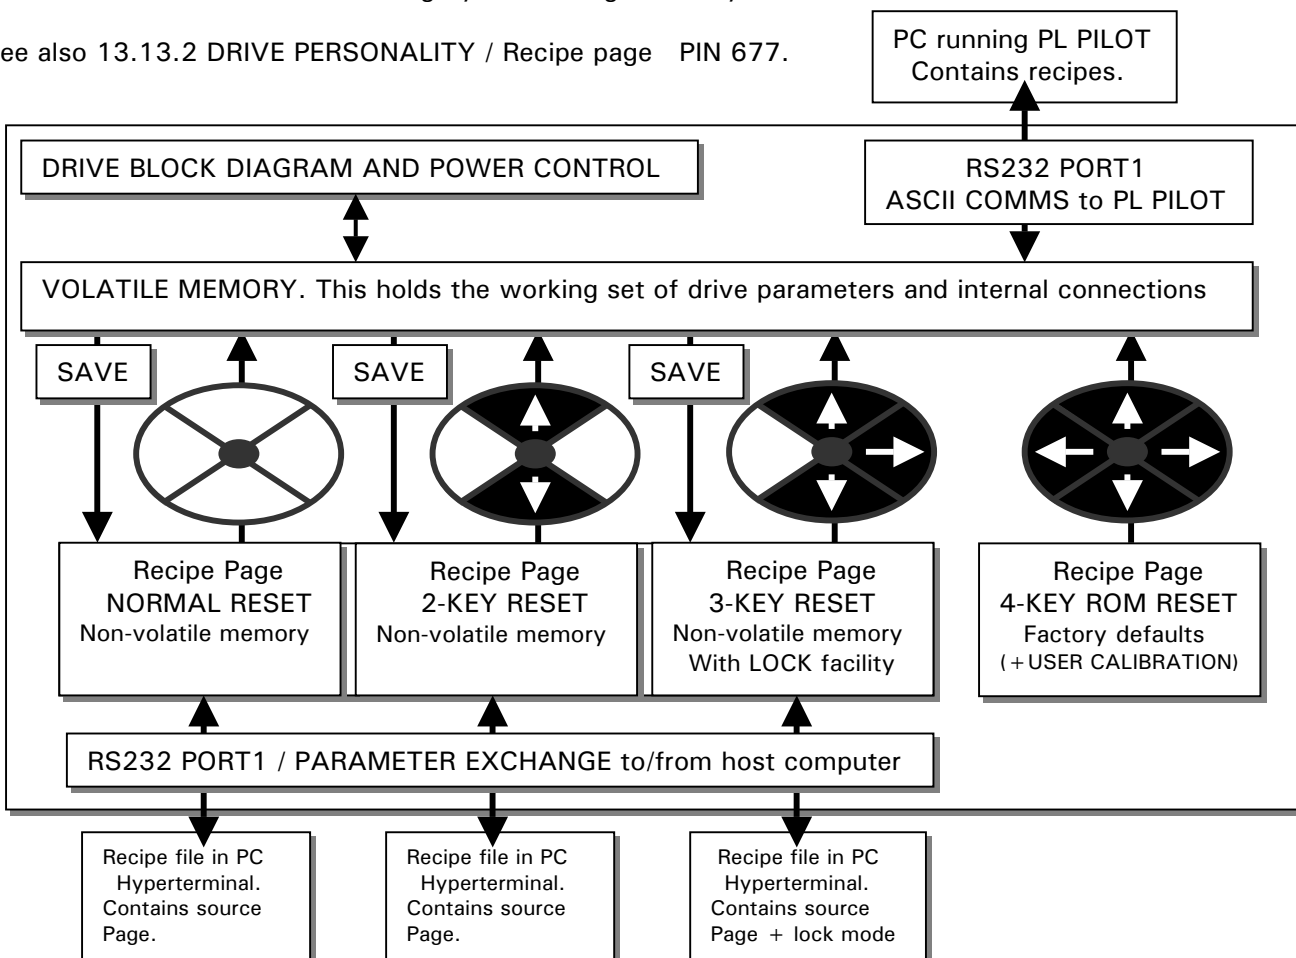 ee also 13.13.2 DRIVE PERSONALITY / Recipe page PIN 677.
PC running PL PILOT
Contains recipes.
DRIVE BLOCK DIAGRAM AND POWER CONTROL
RS232 PORT1
ASCII COMMS to PL PILOT
VOLATILE MEMORY. This holds the working set of drive parameters and internal connections
SAVE
SAVE
SAVE
Recipe Page
NORMAL RESET
Non-volatile memory
Recipe Page
2-KEY RESET
Non-volatile memory
Recipe Page
3-KEY RESET
Non-volatile memory
With LOCK facility
Recipe Page
4-KEY ROM RESET
Factory defaults
(+USER CALIBRATION)
RS232 PORT1 / PARAMETER EXCHANGE to/from host computer
Recipe file in PC
Hyperterminal.
Contains source
Page.
Recipe file in PC
Hyperterminal.
Contains source
Page.
Recipe file in PC
Hyperterminal.
Contains source
Page + lock mode